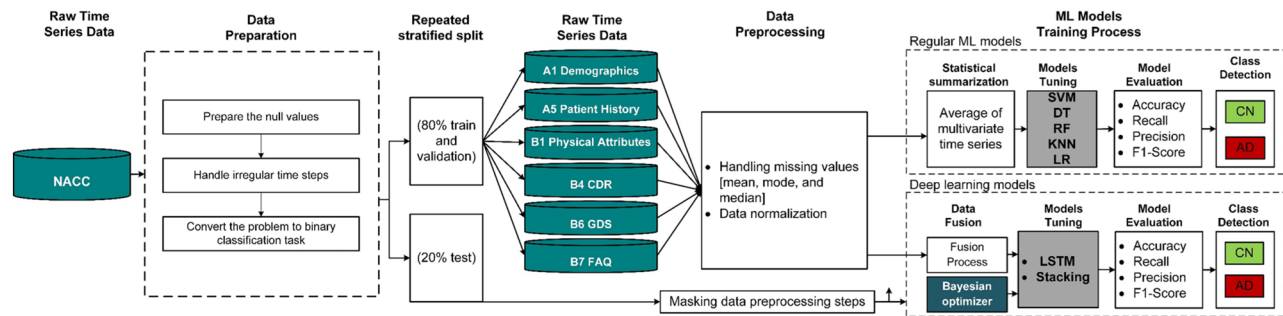 Raw Time
Series Data
NACC
Data
Preparation
Prepare the null values
Handle irregular time steps
Convert the problem to binary
classification task
Repeated
stratified split
(80% train
and
validation)
(20% test)
Raw Time
Series Data
A1 Demographics
A5 Patient History
B1 Physical Attributes
B4 CDR
B6 GDS
B7 FAQ
Data
Preprocessing
• Handling missing values
[mean, mode, and
median]
• Data normalization
Masking data preprocessing steps
ML Models
Training Process
Regular ML models
Statistical
summarization
Average of
multivariate
time series
Models
Tuning
SVM
DT
RF
KNN
LR
Model
Evaluation
• Accuracy
• Recall
• Precision
• F1-Score
Class
Detection
CN
AD
Deep learning models
Data
Fusion
Fusion
Process
Bayesian
optimizer
Models
Tuning
• LSTM
• Stacking
Model
Evaluation
• Accuracy
• Recall
• Precision
• F1-Score
Class
Detection
CN
AD